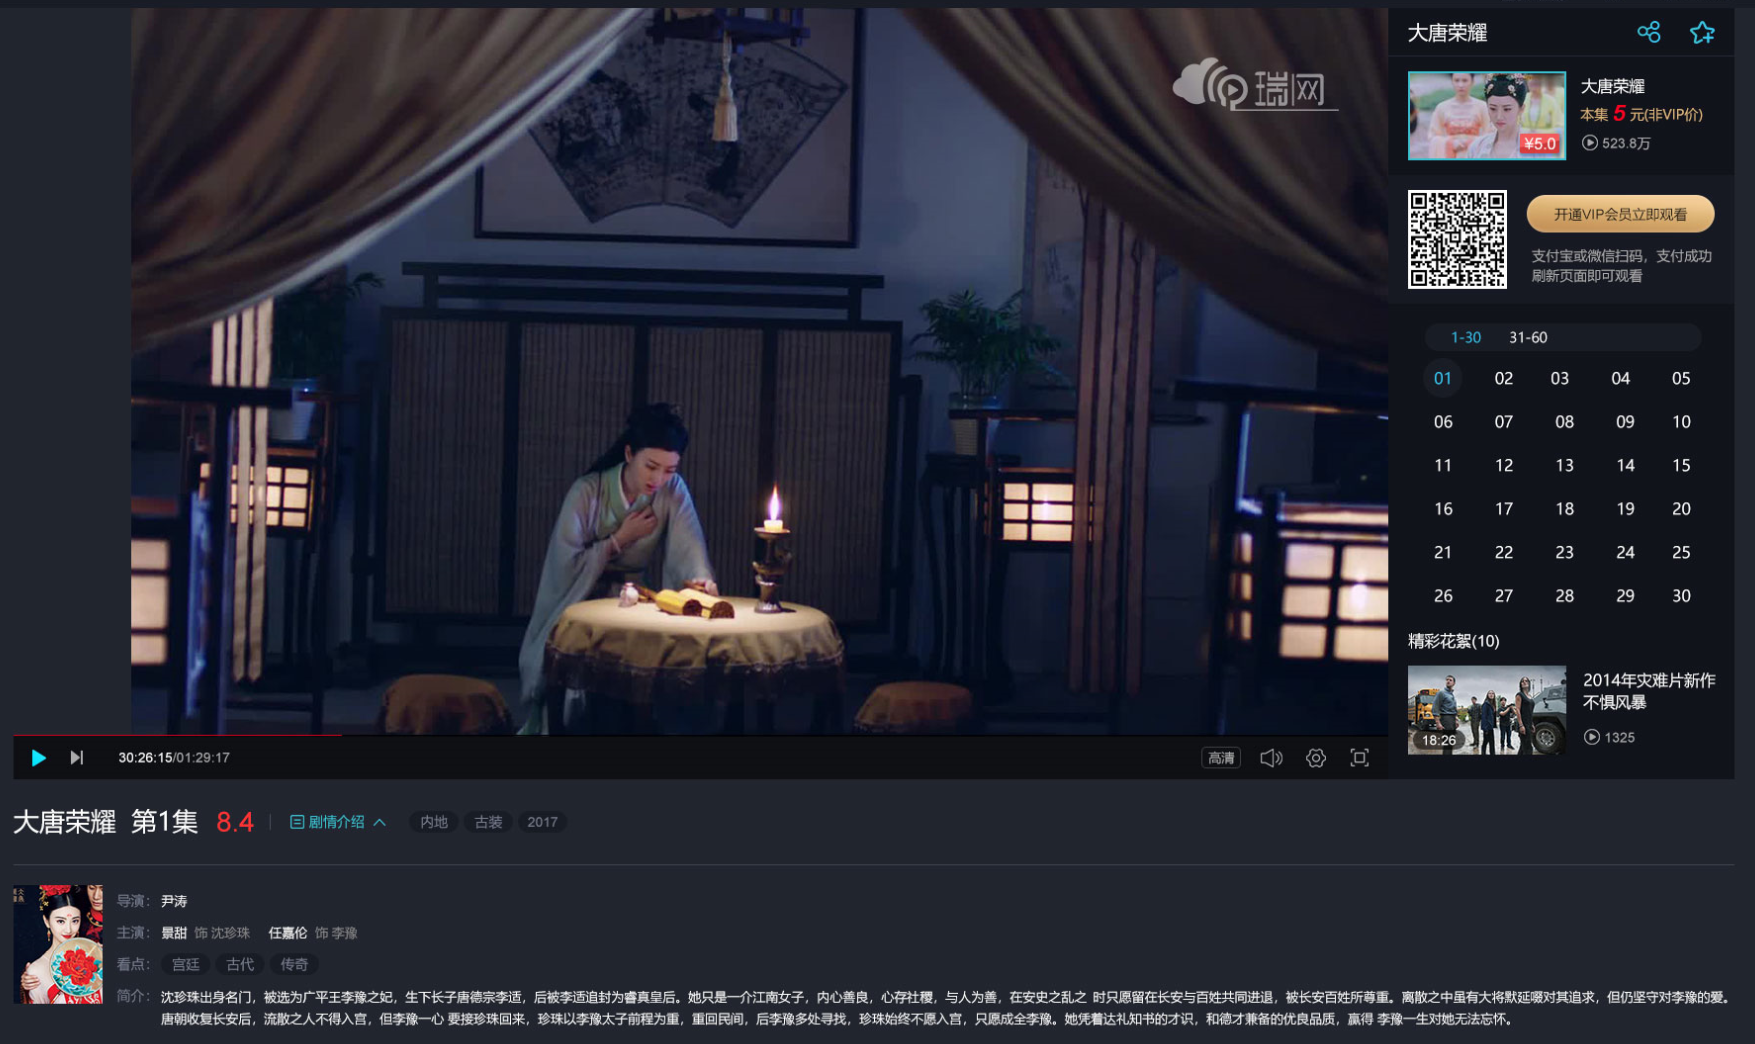 瑞网
大唐荣耀
大唐荣耀
本集 5 元(非VIP价)
¥5.0
523.8万
开通VIP会员立即观看
支付宝或微信扫码，支付成功
刷新页面即可观看
1-30 31-60
01 02 03 04 05
06 07 08 09 10
11 12 13 14 15
16 17 18 19 20
21 22 23 24 25
26 27 28 29 30
精彩花絮(10)
2014年灾难片新作
不惧风暴
18:26
1325
30:26:15/01:29:17
高清
大唐荣耀 第1集 8.4 剧情介绍 内地 古装 2017
导演： 尹涛
主演： 景甜 饰 沈珍珠 任嘉伦 饰 李豫
看点： 宫廷 古代 传奇
简介： 沈珍珠出身名门，被选为广平王李豫之妃，生下长子唐德宗李适，后被李适追封为睿真皇后。她只是一介江南女子，内心善良，心存社稷，与人为善，在安史之乱之 时只愿留在长安与百姓共同进退，被长安百姓所尊重。离散之中虽有大将默延啜对其追求，但仍坚守对李豫的爱。
唐朝收复长安后，流散之人不得入宫，但李豫一心 要接珍珠回来，珍珠以李豫太子前程为重，重回民间，后李豫多处寻找，珍珠始终不愿入宫，只愿成全李豫。她凭着达礼知书的才识，和德才兼备的优良品质，赢得 李豫一生对她无法忘怀。